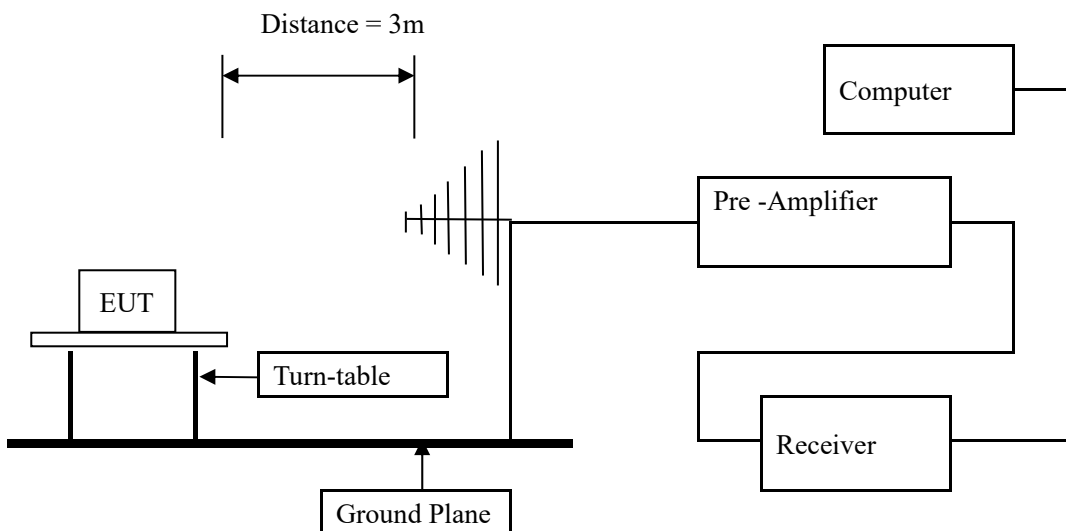 Distance = 3m
Computer
Pre -Amplifier
EUT
Turn-table
Receiver
Ground Plane